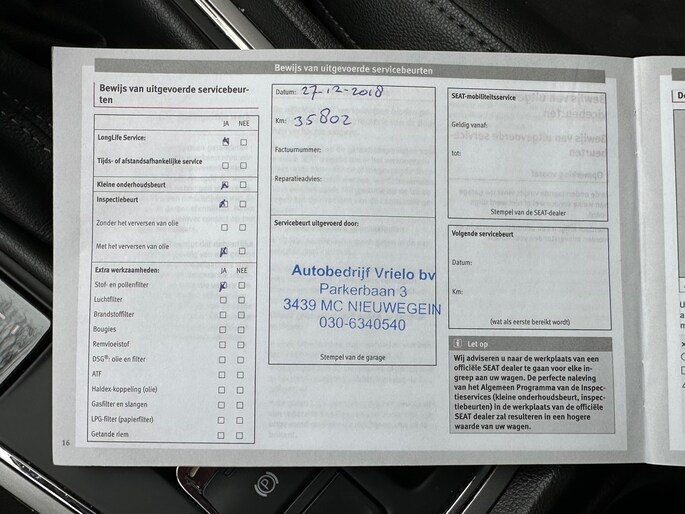 Bewijs van uitgevoerde servicebeurten
Bewijs van uitgevoerde servicebeur-
ten
JA NEE
LongLife Service:
Tijds- of afstandsafhankelijke service
Kleine onderhoudsbeurt
Inspectiebeurt
Zonder het verversen van olie
Met het verversen van olie
Extra werkzaamheden: JA NEE
Stof- en pollenfilter
Luchtfilter
Brandstoffilter
Bougies
Remvloeistof
DSG®: olie en filter
ATF
Haldex-koppeling (olie)
Gasfilter en slangen
LPG-filter (papierfilter)
Getande riem
16
Datum: 27-12-2018
Km: 35802
Factuurnummer:
Reparatieadvies:
Servicebeurt uitgevoerd door:
Autobedrijf Vrielo bv
Parkerbaan 3
3439 MC NIEUWEGEIN
030-6340540
Stempel van de garage
SEAT-mobiliteitsservice
Geldig vanaf:
tot:
Stempel van de SEAT-dealer
Volgende servicebeurt
Datum:
Km:
(wat als eerste bereikt wordt)
Let op
Wij adviseren u naar de werkplaats van een
officiële SEAT dealer te gaan voor elke in-
greep aan uw wagen. De perfecte naleving
van het Algemeen Programma van de Inspec-
tieservices (kleine onderhoudsbeurt, inspec-
tiebeurten) in de werkplaats van de officiële
SEAT dealer zal resulteren in een hogere
waarde van uw wagen.